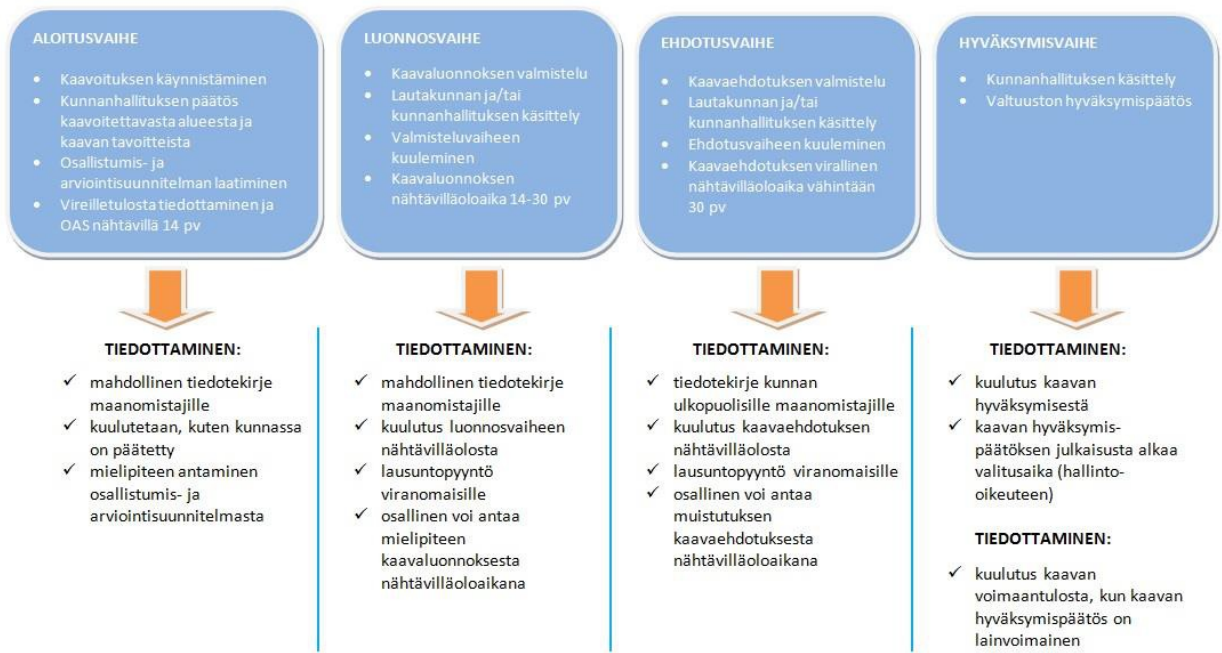 ALOITUSVAIHE
• Kaavoituksen käynnistäminen
• Kunnanhallituksen päätös
kaavoitettavasta alueesta ja
kaavan tavoitteista
• Osallistumis- ja
arviointisuunnitelman laatiminen
• Vireilletulosta tiedottaminen ja
OAS nähtävillä 14 pv
LUONNOSVAIHE
• Kaavaluonnoksen valmistelu
• Lautakunnan ja/tai
kunnanhallituksen käsittely
• Valmisteluvaiheen
kuuleminen
• Kaavaluonnoksen
nähtävilläoloaika 14-30 pv
EHDOTUSVAIHE
• Kaavaehdotuksen valmistelu
• Lautakunnan ja/tai
kunnanhallituksen käsittely
• Ehdotusvaiheen kuuleminen
• Kaavaehdotuksen virallinen
nähtävilläoloaika vähintään
30 pv
HYVÄKSYMISVAIHE
• Kunnanhallituksen käsittely
• Valtuuston hyväksymispäätös
TIEDOTTAMINEN:
✓ mahdollinen tiedotekirje
maanomistajille
✓ kuulutetaan, kuten kunnassa
on päätetty
✓ mielipiteen antaminen
osallistumis- ja
arviointisuunnitelmasta
TIEDOTTAMINEN:
✓ mahdollinen tiedotekirje
maanomistajille
✓ kuulutus luonnosvaiheen
nähtävilläolosta
✓ lausuntopyyntö
viranomaisille
✓ osallinen voi antaa
mielipiteen
kaavaluonnoksesta
nähtävilläoloaikana
TIEDOTTAMINEN:
✓ tiedotekirje kunnan
ulkopuolisille maanomistajille
✓ kuulutus kaavaehdotuksen
nähtävilläolosta
✓ lausuntopyyntö viranomaisille
✓ osallinen voi antaa
muistutuksen
kaavaehdotuksesta
nähtävilläoloaikana
TIEDOTTAMINEN:
✓ kuulutus kaavan
hyväksymisestä
✓ kaavan hyväksymis-
päätöksen julkaisusta alkaa
valitusaika (hallinto-
oikeuteen)
TIEDOTTAMINEN:
✓ kuulutus kaavan
voimaantulosta, kun kaavan
hyväksymispäätös on
lainvoimainen